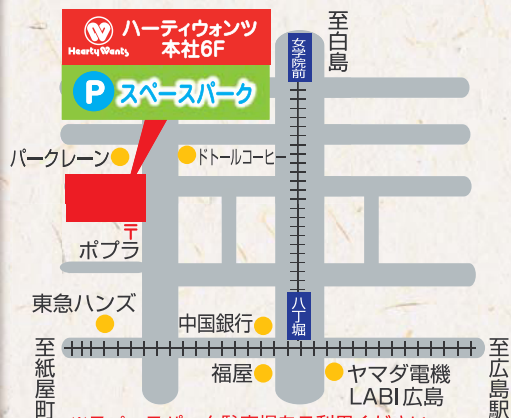 ハーティウォンツ
本社6F
HeartyWants
P スペースパーク
至白島
女学院前
パークレーン
ドトールコーヒー
〒
ポプラ
東急ハンズ
中国銀行
八丁堀
至紙屋町
福屋
ヤマダ電機
LABI広島
至広島駅